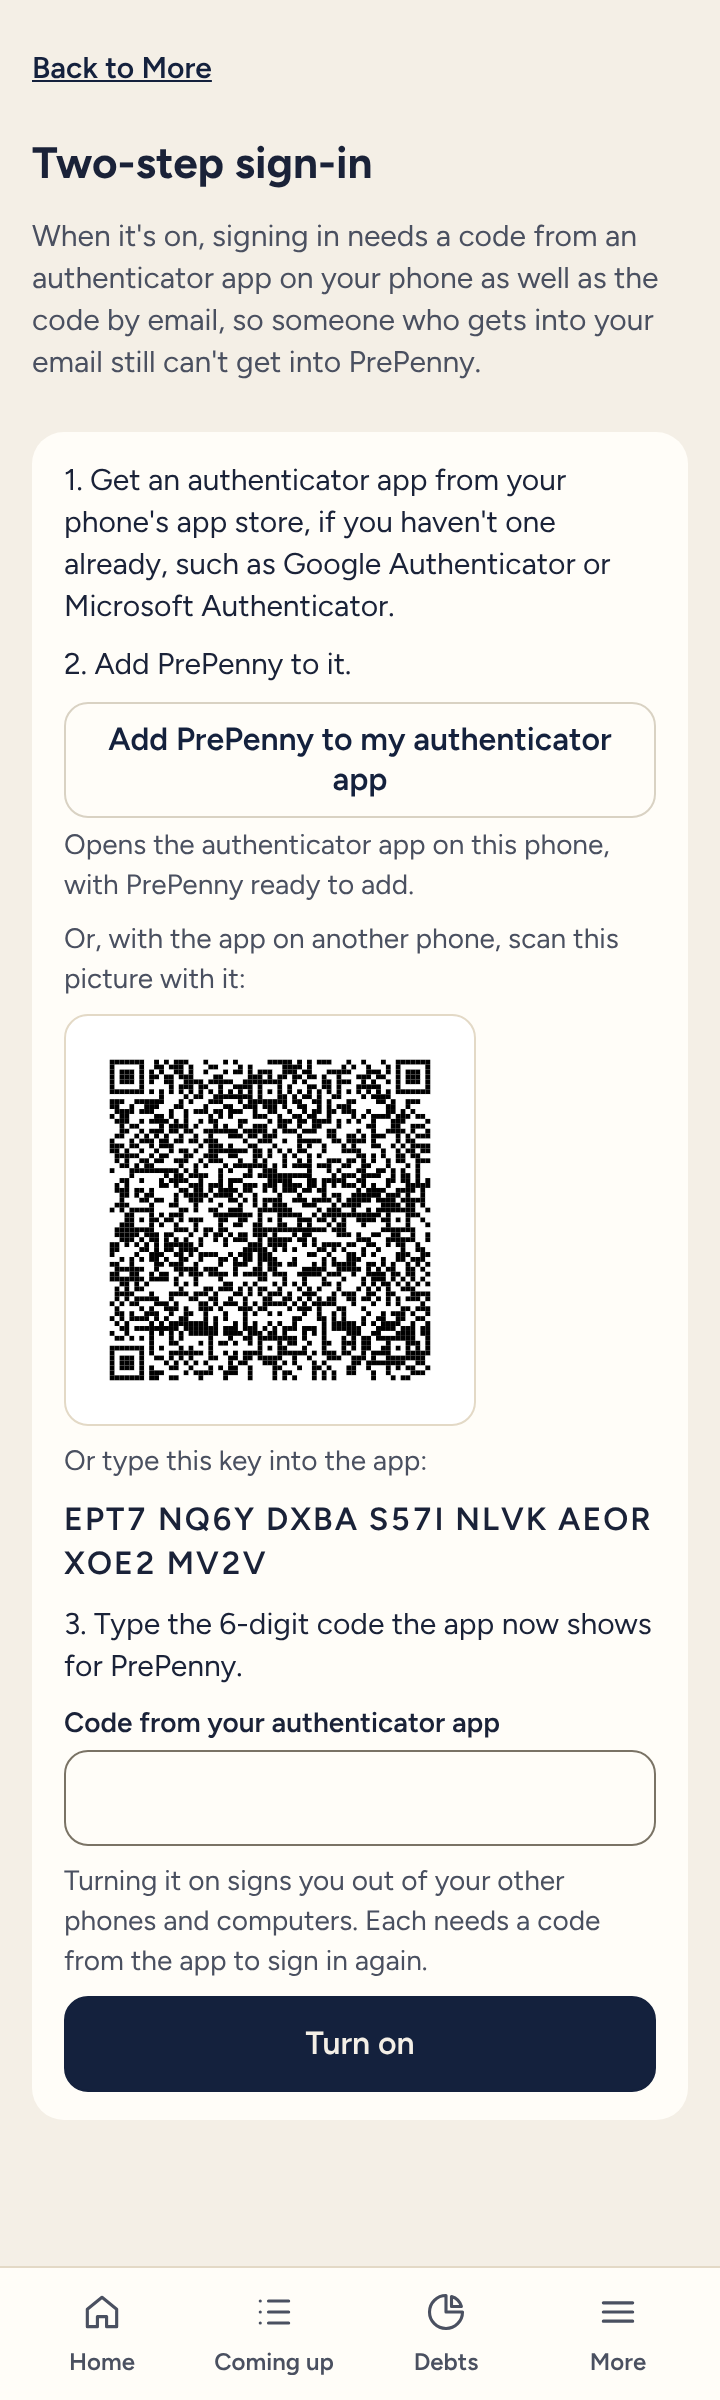 Back to More
Two-step sign-in
When it's on, signing in needs a code from an
authenticator app on your phone as well as the
code by email, so someone who gets into your
email still can't get into PrePenny.
1. Get an authenticator app from your
phone's app store, if you haven't one
already, such as Google Authenticator or
Microsoft Authenticator.
2. Add PrePenny to it.
Add PrePenny to my authenticator
app
Opens the authenticator app on this phone,
with PrePenny ready to add.
Or, with the app on another phone, scan this
picture with it:
Or type this key into the app:
EPT7 NQ6Y DXBA S57I NLVK AEOR
XOE2 MV2V
3. Type the 6-digit code the app now shows
for PrePenny.
Code from your authenticator app
Turning it on signs you out of your other
phones and computers. Each needs a code
from the app to sign in again.
Turn on
Home
Coming up
Debts
More